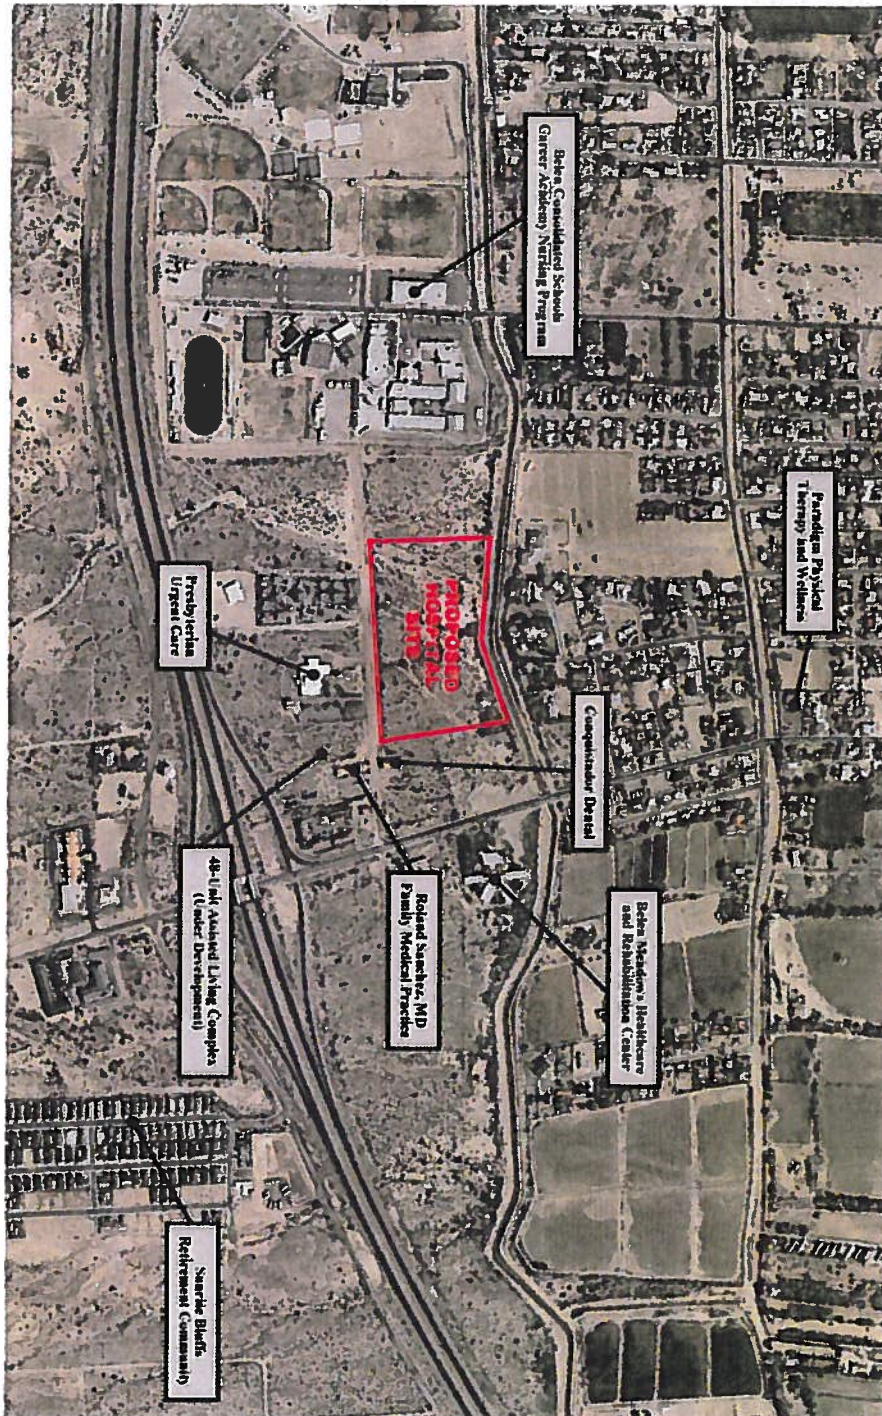 Belen Consolidated Schools
Career Academy Nursing Program
Paradigm Physical
Therapy and Wellness
PROPOSED
HOSPITAL
SITE
Presbyterian
Urgent Care
Conquistador Dental
Belen Meadows Healthcare
and Rehabilitation Center
Roland Sanchez, MD
Family Medical Practice
48-Unit Assisted Living Complex
(Under Development)
Sunrise Bluffs
Retirement Community